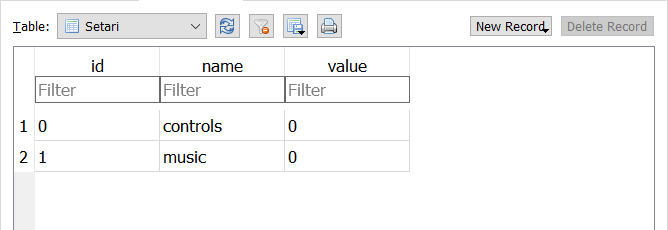 Table: Setari New Record Delete Record
id name value
Filter Filter Filter
1 0 controls 0
2 1 music 0